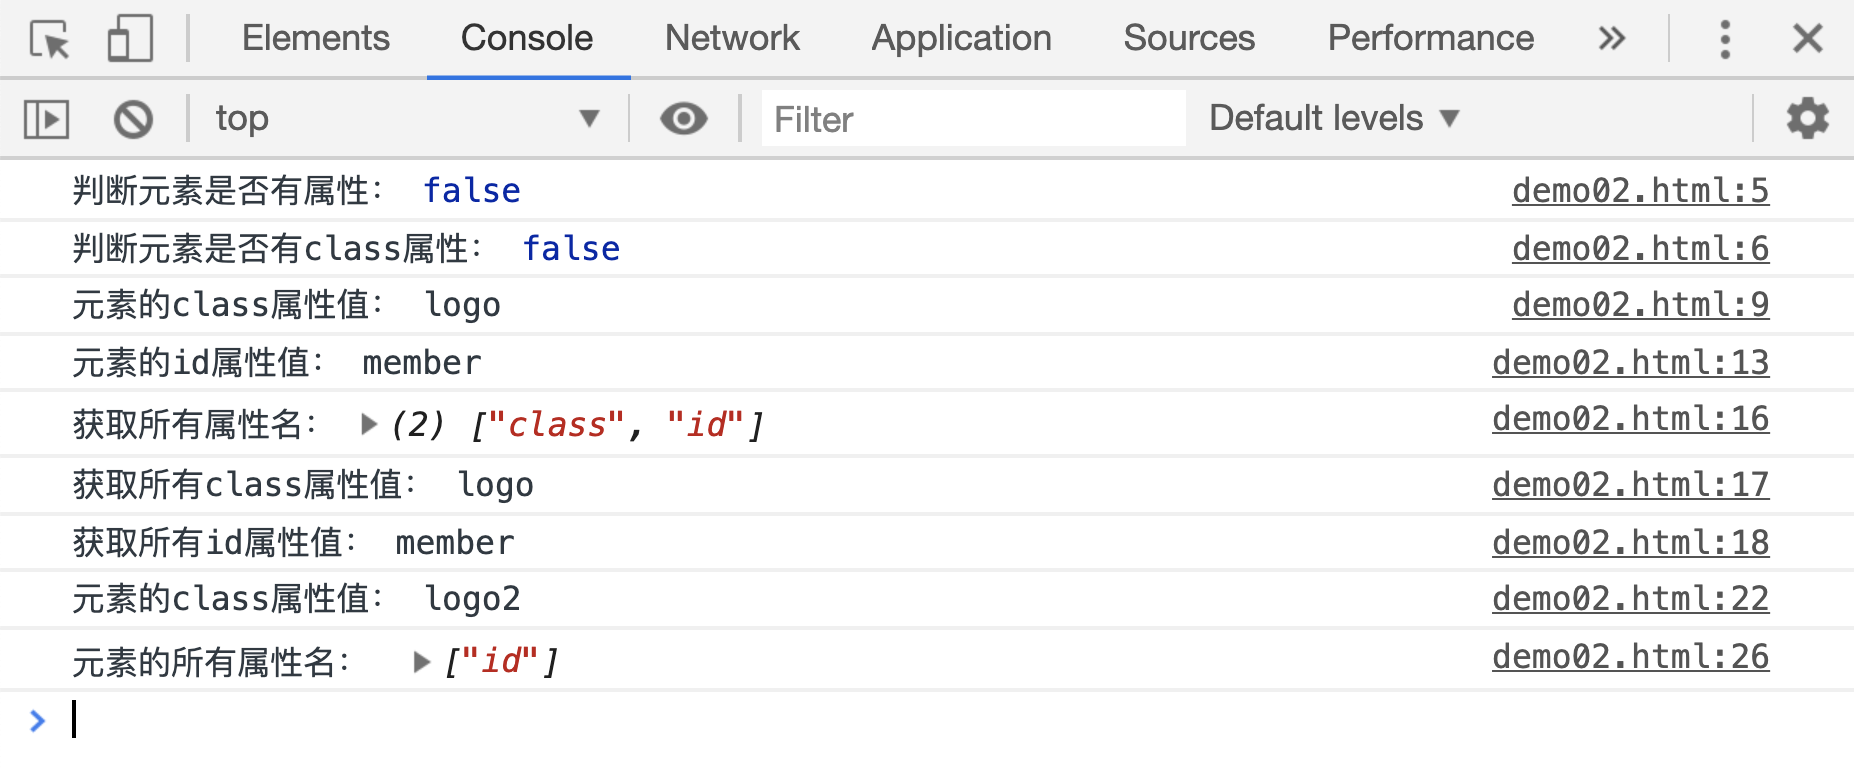 Elements Console Network Application Sources Performance »
top Filter Default levels
判断元素是否有属性： false demo02.html:5
判断元素是否有class属性： false demo02.html:6
元素的class属性值： logo demo02.html:9
元素的id属性值： member demo02.html:13
获取所有属性名： (2) ["class", "id"] demo02.html:16
获取所有class属性值： logo demo02.html:17
获取所有id属性值： member demo02.html:18
元素的class属性值： logo2 demo02.html:22
元素的所有属性名： ["id"] demo02.html:26